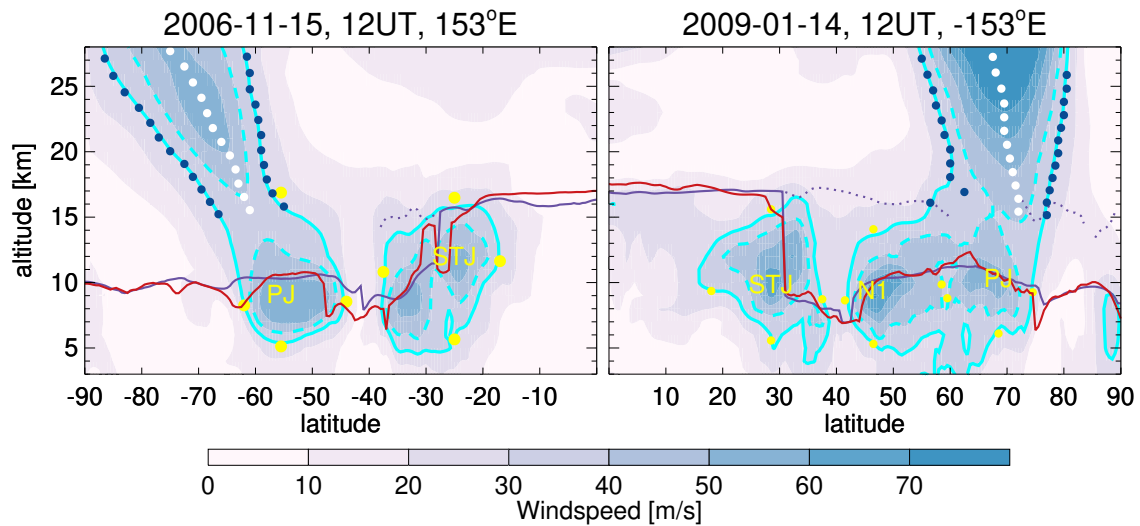 2006-11-15, 12UT, 153°E
2009-01-14, 12UT, -153°E
altitude [km]
25
20
15
10
5
PJ
STJ
STJ
N1
PJ
-90 -80 -70 -60 -50 -40 -30 -20 -10
10 20 30 40 50 60 70 80 90
latitude
latitude
0 10 20 30 40 50 60 70
Windspeed [m/s]